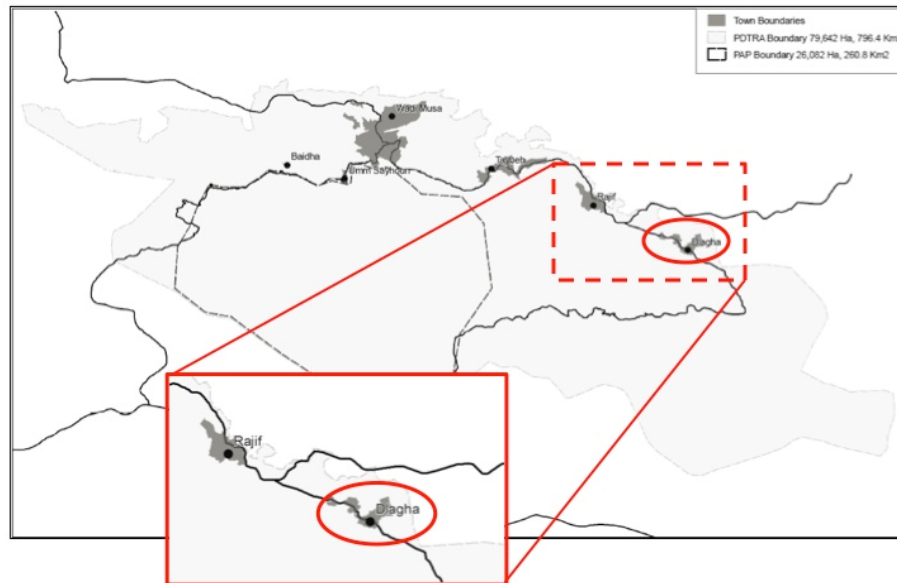 Town Boundaries
PDTRA Boundary 79,642 Ha, 796.4 Km
PAP Boundary 26,082 Ha, 260.8 Km2
Wadi Musa
Baidha
Umm Sayhoun
Tibeh
Rajif
Dlagha
Rajif
Dlagha